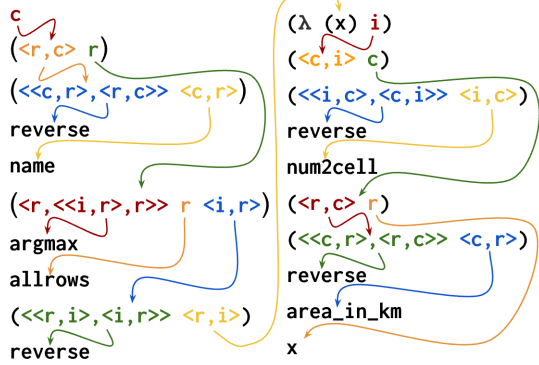 c
(<r,c> r)
(<<c,r>,<r,c>> <c,r>)
reverse
name
(<r,<<i,r>,r>> r <i,r>)
argmax
allrows
(<<r,i>,<i,r>> <r,i>)
reverse
(λ (x) i)
(<c,i> c)
(<<i,c>,<c,i>> <i,c>)
reverse
num2cell
(<r,c> r)
(<<c,r>,<r,c>> <c,r>)
reverse
area_in_km
x